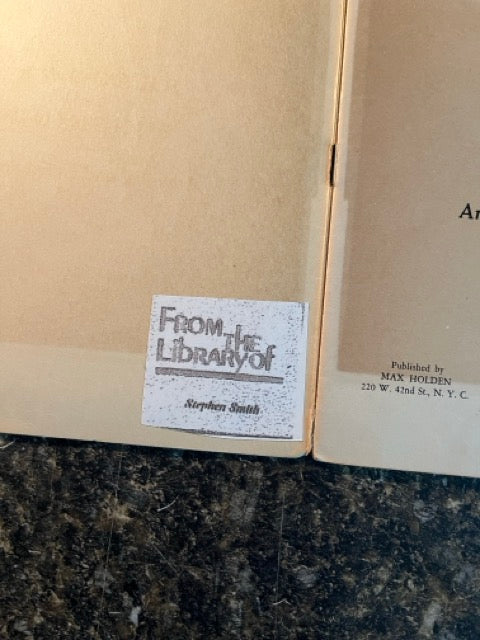 FROM the
LiBRARY of
Stephen Smith
Published by
MAX HOLDEN
220 W. 42nd St., N. Y. C.